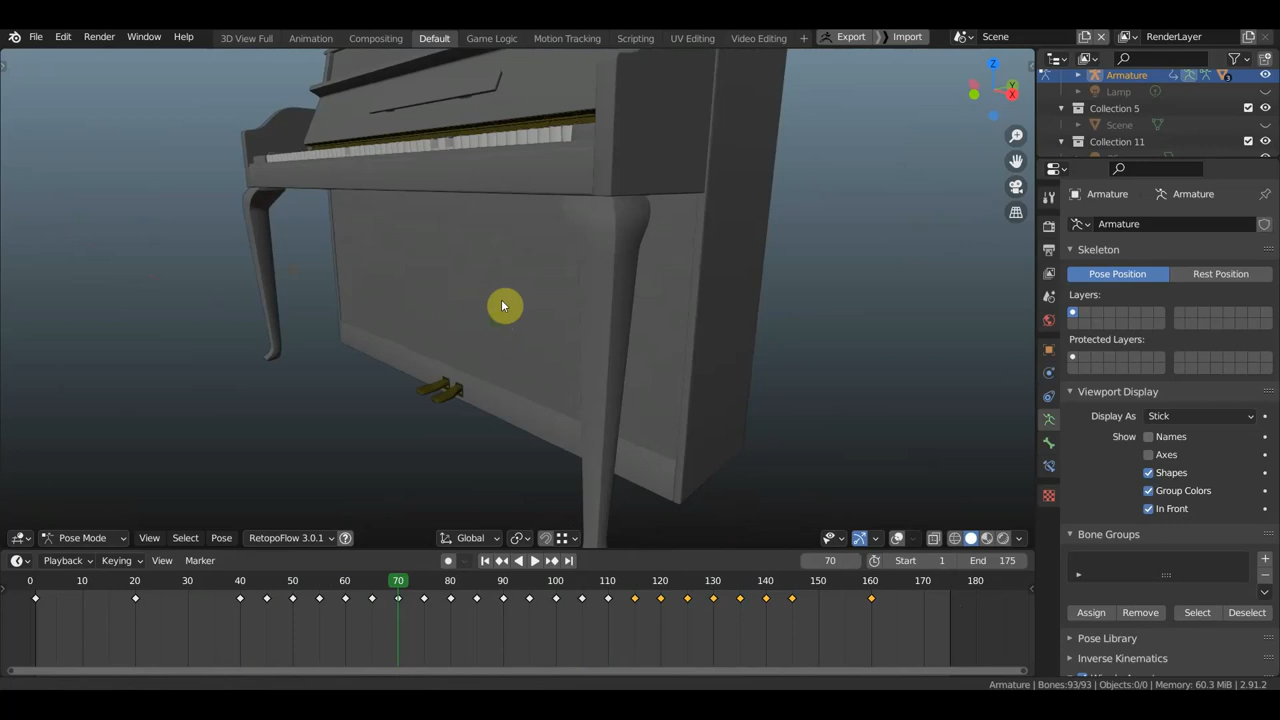 File Edit Render Window Help 3D View Full Animation Compositing Default Game Logic Motion Tracking Scripting UV Editing Video Editing + Export Import Scene RenderLayer
Armature
Lamp
Collection 5
Scene
Collection 11
Armature Armature
Armature
Skeleton
Pose Position Rest Position
Layers:
Protected Layers:
Viewport Display
Display As Stick
Show Names
Axes
Shapes
Group Colors
In Front
Bone Groups
Assign Remove Select Deselect
Pose Library
Inverse Kinematics
Z
Y
X
Pose Mode View Select Pose RetopoFlow 3.0.1 Global
Playback Keying View Marker 70 Start 1 End 175
0 10 20 30 40 50 60 70 80 90 100 110 120 130 140 150 160 170 180
Armature | Bones:93/93 | Objects:0/0 | Memory: 60.3 MiB | 2.91.2